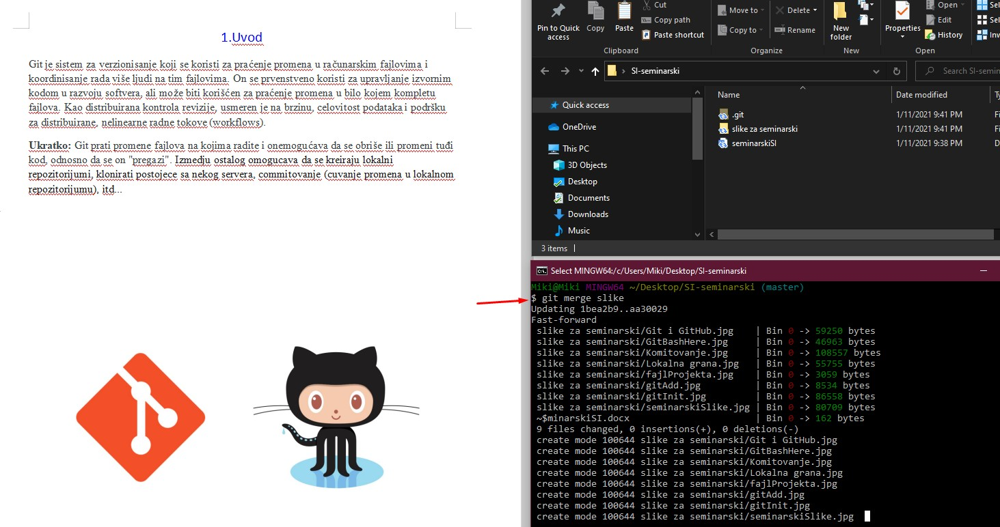 1.Uvod
Git je sistem za verzionisanje koji se koristi za praćenje promena u računarskim fajlovima i
koordinisanje rada više ljudi na tim fajlovima. On se prvenstveno koristi za upravljanje izvornim
kodom u razvoju softvera, ali može biti korišćen za praćenje promena u bilo kojem kompletu
fajlova. Kao distribuirana kontrola revizije, usmeren je na brzinu, celovitost podataka i podršku
za distribuirane, nelinearne radne tokove (workflows).
Ukratko: Git prati promene fajlova na kojima radite i onemogućava da se obriše ili promeni tuđi
kod, odnosno da se on "pregazi". Izmedju ostalog omogucava da se kreiraju lokalni
repozitorijumi, klonirati postojece sa nekog servera, commitovanje (cuvanje promena u lokalnom
repozitorijumu), itd...
Pin to Quick
access
Copy
Paste
Cut
Copy path
Paste shortcut
Clipboard
Move to
Copy to
Delete
Rename
Organize
New
folder
New
Properties
Open
Edit
History
Open
Sel
Sel
Inv
SI-seminarski
Search SI-semin
Quick access
OneDrive
This PC
3D Objects
Desktop
Documents
Downloads
Music
Name
Date modified
.git
1/11/2021 9:41 PM
slike za seminarski
1/11/2021 9:41 PM
seminarskiSI
1/11/2021 9:38 PM
3 items
Select MINGW64:/c/Users/Miki/Desktop/SI-seminarski
Miki@Miki MINGW64 ~/Desktop/SI-seminarski (master)
$ git merge slike
Updating 1bea2b9..aa30029
Fast-forward
slike za seminarski/Git i GitHub.jpg | Bin 0 -> 59250 bytes
slike za seminarski/GitBashHere.jpg | Bin 0 -> 46963 bytes
slike za seminarski/Komitovanje.jpg | Bin 0 -> 108557 bytes
slike za seminarski/Lokalna grana.jpg | Bin 0 -> 55755 bytes
slike za seminarski/fajlProjekta.jpg | Bin 0 -> 3059 bytes
slike za seminarski/gitAdd.jpg | Bin 0 -> 8534 bytes
slike za seminarski/gitInit.jpg | Bin 0 -> 86558 bytes
slike za seminarski/seminarskiSlike.jpg | Bin 0 -> 80709 bytes
~$minarskiSI.docx | Bin 0 -> 162 bytes
9 files changed, 0 insertions(+), 0 deletions(-)
create mode 100644 slike za seminarski/Git i GitHub.jpg
create mode 100644 slike za seminarski/GitBashHere.jpg
create mode 100644 slike za seminarski/Komitovanje.jpg
create mode 100644 slike za seminarski/Lokalna grana.jpg
create mode 100644 slike za seminarski/fajlProjekta.jpg
create mode 100644 slike za seminarski/gitAdd.jpg
create mode 100644 slike za seminarski/gitInit.jpg
create mode 100644 slike za seminarski/seminarskiSlike.jpg